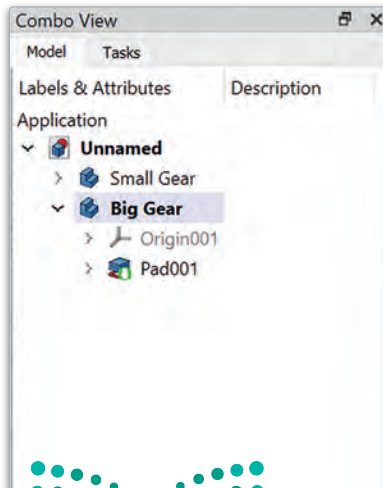 Combo View
Model Tasks
Labels & Attributes Description
Application
Unnamed
Small Gear
Big Gear
Origin001
Pad001